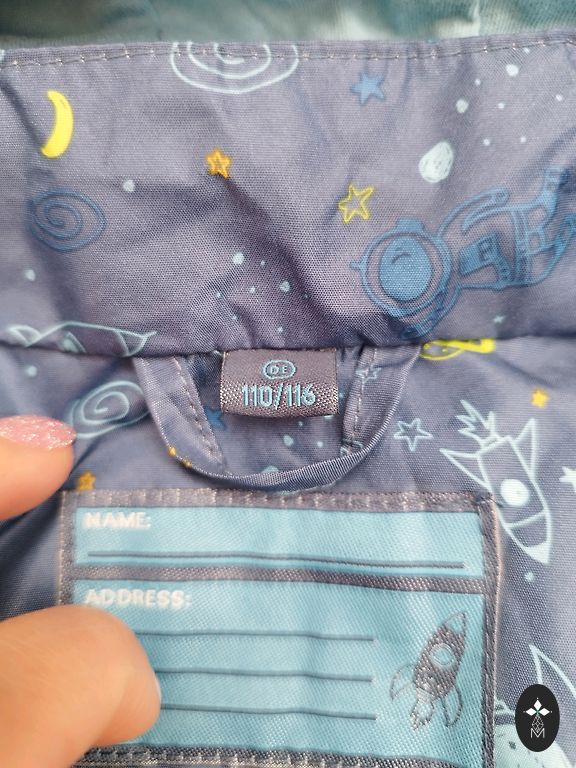 DE
110/116
NAME:
ADDRESS:
M